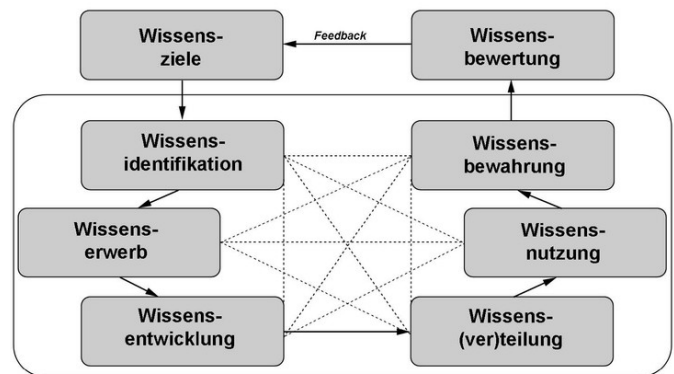 Wissens-
ziele
Feedback
Wissens-
bewertung
Wissens-
identifikation
Wissens-
bewahrung
Wissens-
erwerb
Wissens-
nutzung
Wissens-
entwicklung
Wissens-
(ver)teilung